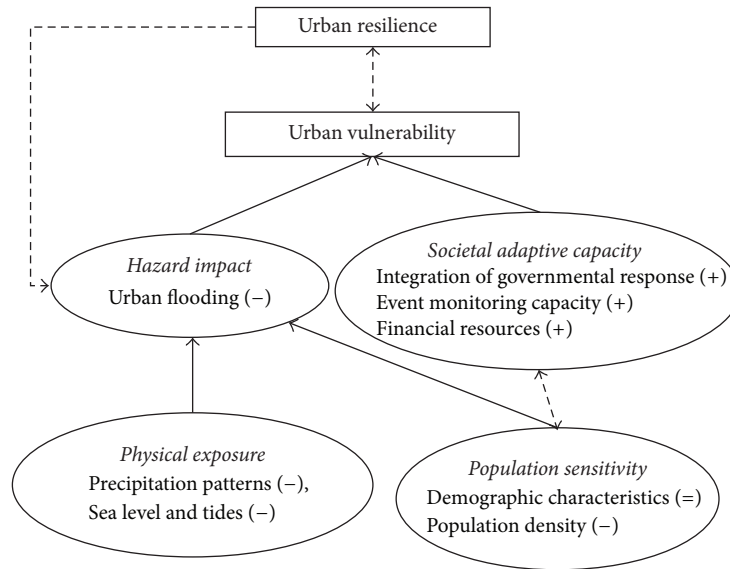 Urban resilience
Urban vulnerability
Hazard impact
Urban flooding (−)
Societal adaptive capacity
Integration of governmental response (+)
Event monitoring capacity (+)
Financial resources (+)
Physical exposure
Precipitation patterns (−),
Sea level and tides (−)
Population sensitivity
Demographic characteristics (=)
Population density (−)